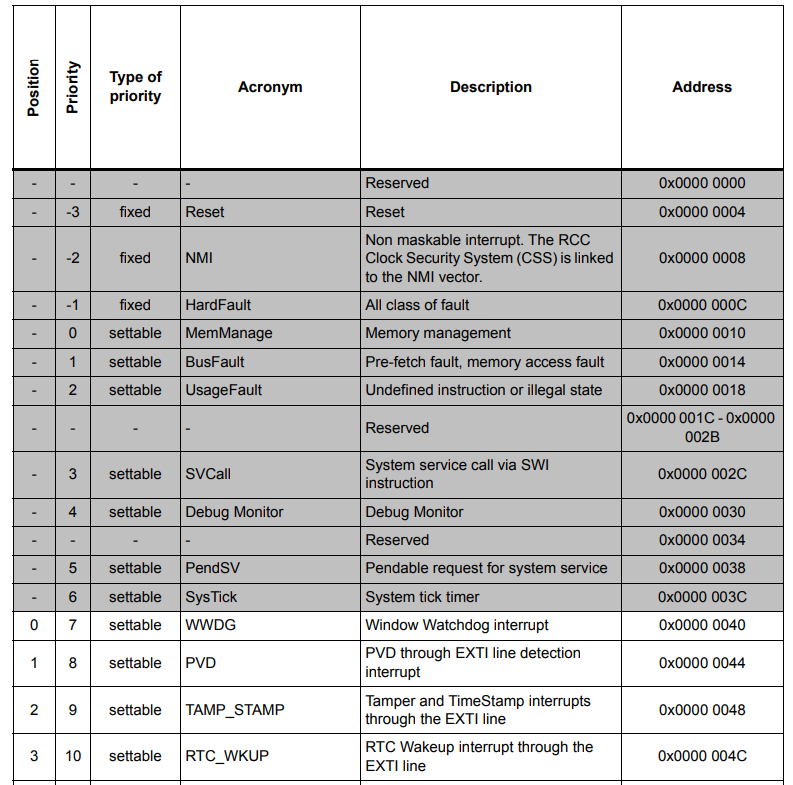 Position Priority Type of priority Acronym Description Address
- - - - Reserved 0x0000 0000
- -3 fixed Reset Reset 0x0000 0004
- -2 fixed NMI Non maskable interrupt. The RCC
Clock Security System (CSS) is linked
to the NMI vector. 0x0000 0008
- -1 fixed HardFault All class of fault 0x0000 000C
- 0 settable MemManage Memory management 0x0000 0010
- 1 settable BusFault Pre-fetch fault, memory access fault 0x0000 0014
- 2 settable UsageFault Undefined instruction or illegal state 0x0000 0018
- - - - Reserved 0x0000 001C - 0x0000
002B
- 3 settable SVCall System service call via SWI
instruction 0x0000 002C
- 4 settable Debug Monitor Debug Monitor 0x0000 0030
- - - - Reserved 0x0000 0034
- 5 settable PendSV Pendable request for system service 0x0000 0038
- 6 settable SysTick System tick timer 0x0000 003C
0 7 settable WWDG Window Watchdog interrupt 0x0000 0040
1 8 settable PVD PVD through EXTI line detection
interrupt 0x0000 0044
2 9 settable TAMP_STAMP Tamper and TimeStamp interrupts
through the EXTI line 0x0000 0048
3 10 settable RTC_WKUP RTC Wakeup interrupt through the
EXTI line 0x0000 004C